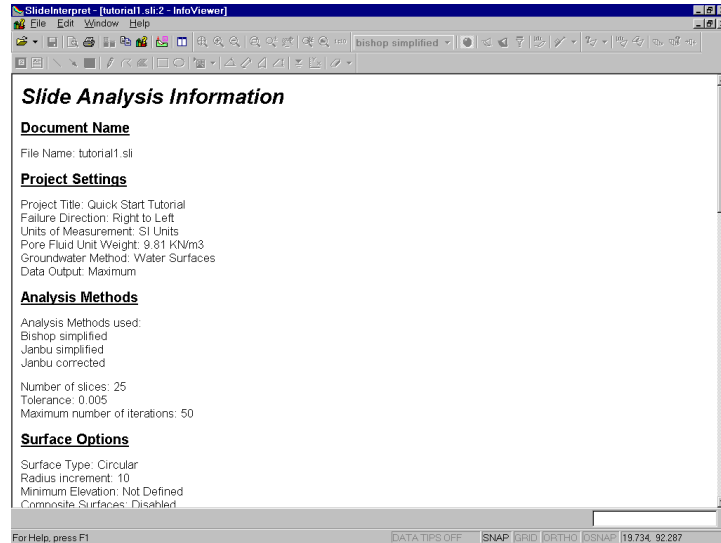 SlideInterpret - [tutorial1.sli:2 - InfoViewer]
File Edit Window Help
bishop simplified
Slide Analysis Information
Document Name
File Name: tutorial1.sli
Project Settings
Project Title: Quick Start Tutorial
Failure Direction: Right to Left
Units of Measurement: SI Units
Pore Fluid Unit Weight: 9.81 KN/m3
Groundwater Method: Water Surfaces
Data Output: Maximum
Analysis Methods
Analysis Methods used:
Bishop simplified
Janbu simplified
Janbu corrected
Number of slices: 25
Tolerance: 0.005
Maximum number of iterations: 50
Surface Options
Surface Type: Circular
Radius increment: 10
Minimum Elevation: Not Defined
Composite Surfaces: Disabled
For Help, press F1
DATA TIPS OFF SNAP GRID ORTHO OSNAP 19.734, 92.287